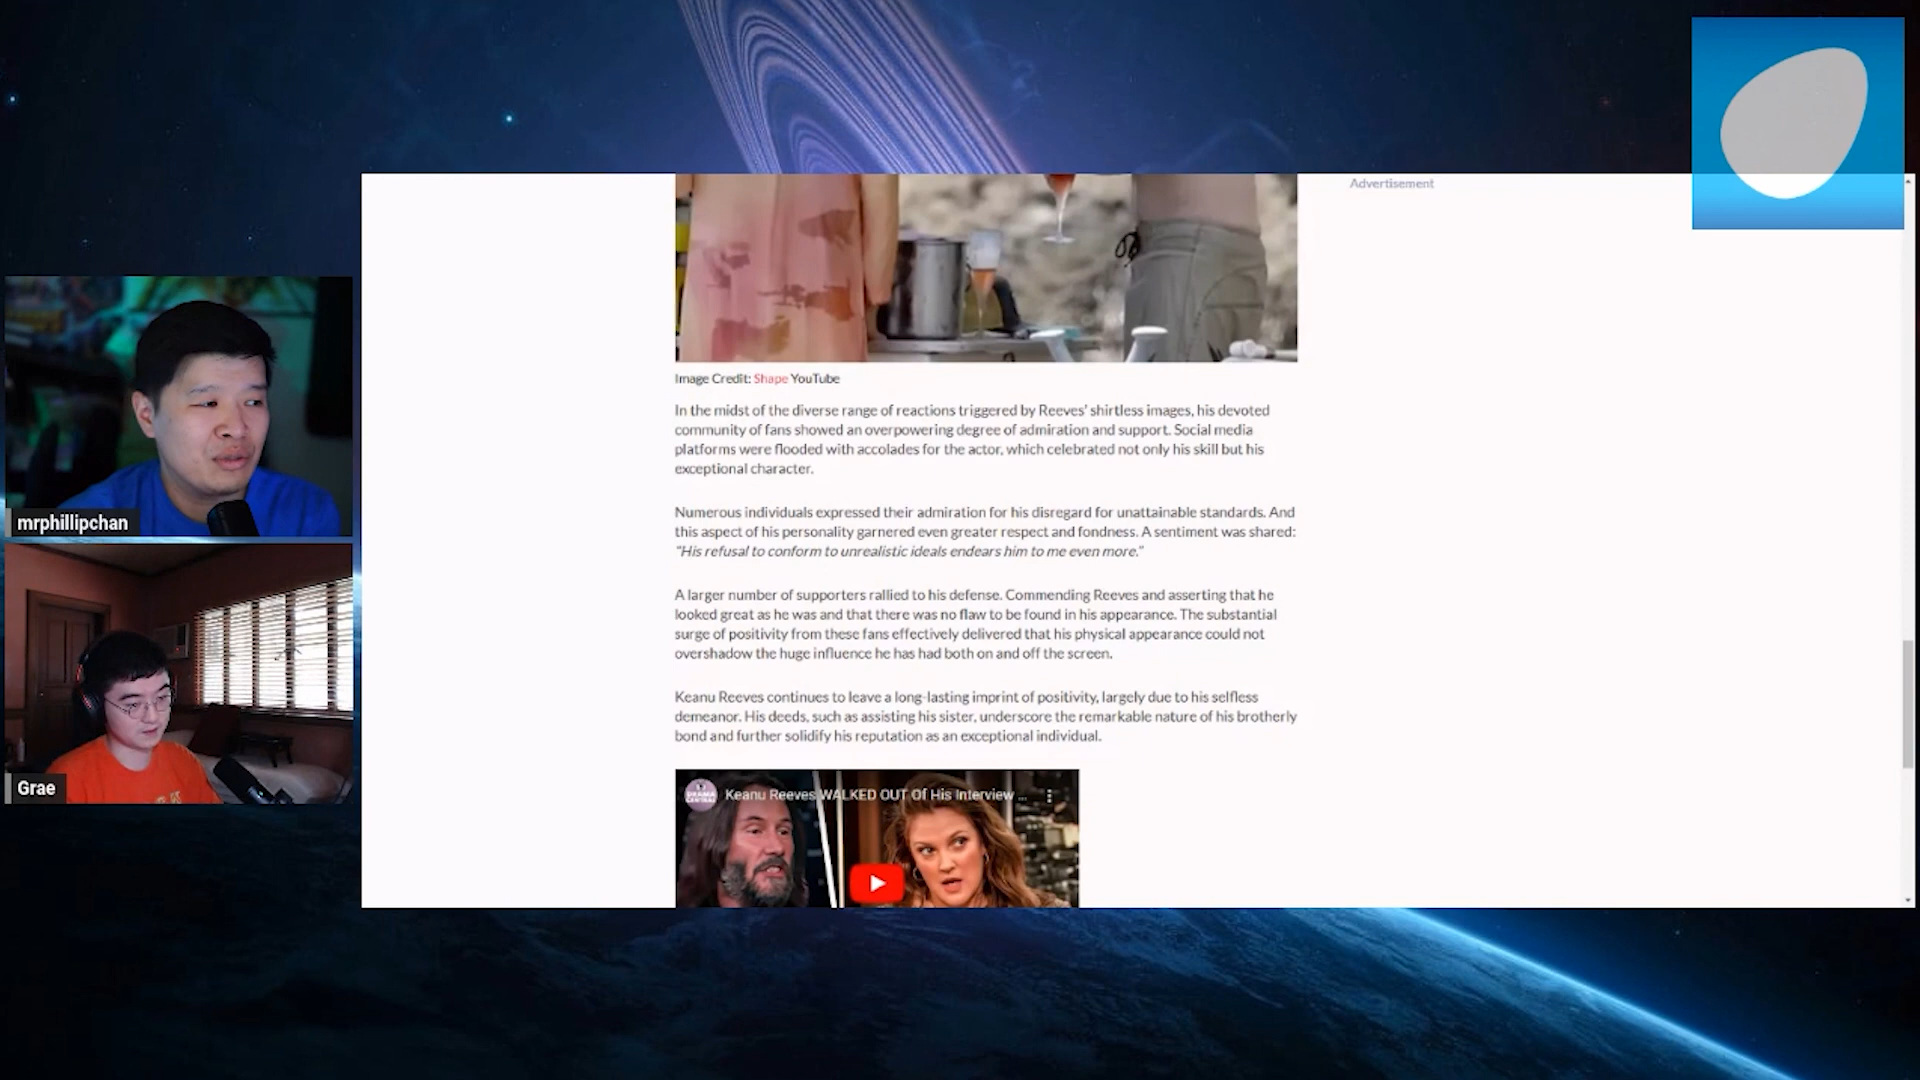 Advertisement
Image Credit: Shape YouTube
In the midst of the diverse range of reactions triggered by Reeves' shirtless images, his devoted
community of fans showed an overpowering degree of admiration and support. Social media
platforms were flooded with accolades for the actor, which celebrated not only his skill but his
exceptional character.
Numerous individuals expressed their admiration for his disregard for unattainable standards. And
this aspect of his personality garnered even greater respect and fondness. A sentiment was shared:
"His refusal to conform to unrealistic ideals endears him to me even more."
A larger number of supporters rallied to his defense. Commending Reeves and asserting that he
looked great as he was and that there was no flaw to be found in his appearance. The substantial
surge of positivity from these fans effectively delivered that his physical appearance could not
overshadow the huge influence he has had both on and off the screen.
Keanu Reeves continues to leave a long-lasting imprint of positivity, largely due to his selfless
demeanor. His deeds, such as assisting his sister, underscore the remarkable nature of his brotherly
bond and further solidify his reputation as an exceptional individual.
DRAMA
CENTRAL
Keanu Reeves WALKED OUT Of His Interview ...
mrphillipchan
Grae